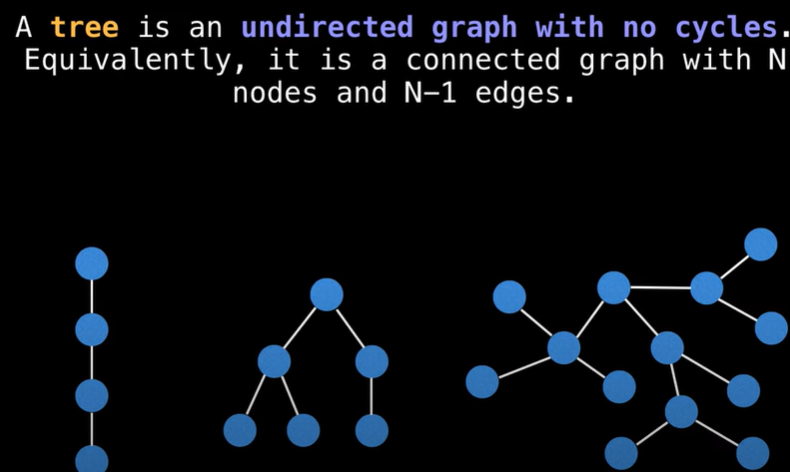 A tree is an undirected graph with no cycles.
Equivalently, it is a connected graph with N
nodes and N-1 edges.